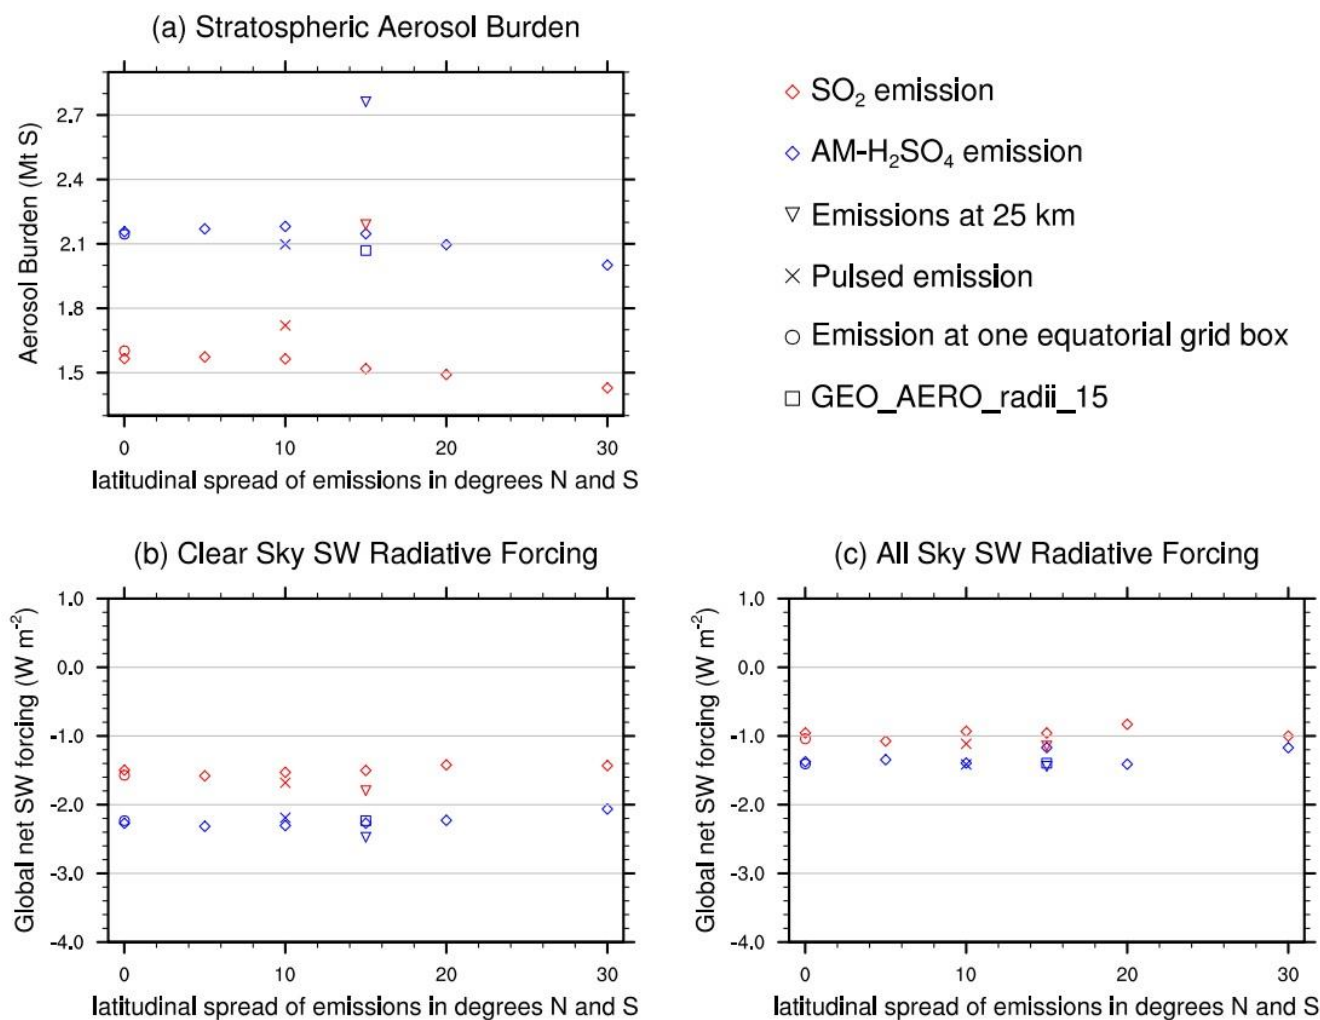 (a) Stratospheric Aerosol Burden
Aerosol Burden (Mt S)
2.7
2.4
2.1
1.8
1.5
0 10 20 30
latitudinal spread of emissions in degrees N and S
SO₂ emission
AM-H₂SO₄ emission
Emissions at 25 km
Pulsed emission
Emission at one equatorial grid box
GEO_AERO_radii_15
(b) Clear Sky SW Radiative Forcing
Global net SW forcing (W m⁻²)
1.0
0.0
-1.0
-2.0
-3.0
-4.0
0 10 20 30
latitudinal spread of emissions in degrees N and S
(c) All Sky SW Radiative Forcing
Global net SW forcing (W m⁻²)
1.0
0.0
-1.0
-2.0
-3.0
-4.0
0 10 20 30
latitudinal spread of emissions in degrees N and S